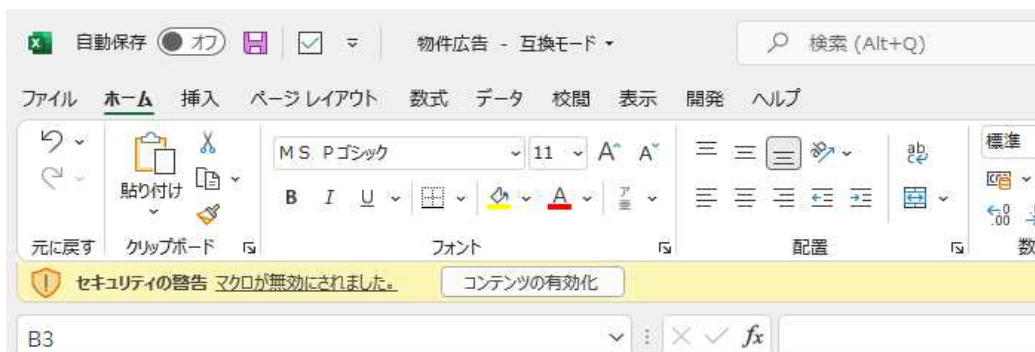 自動保存 オフ 物件広告 - 互換モード 検索 (Alt+Q)
ファイル ホーム 挿入 ページ レイアウト 数式 データ 校閲 表示 開発 ヘルプ
MS Pゴシック 11 A A ab 標準
貼り付け B I U A ア亜 .00
元に戻す クリップボード フォント 配置 数
セキュリティの警告 マクロが無効にされました。 コンテンツの有効化
B3 fx